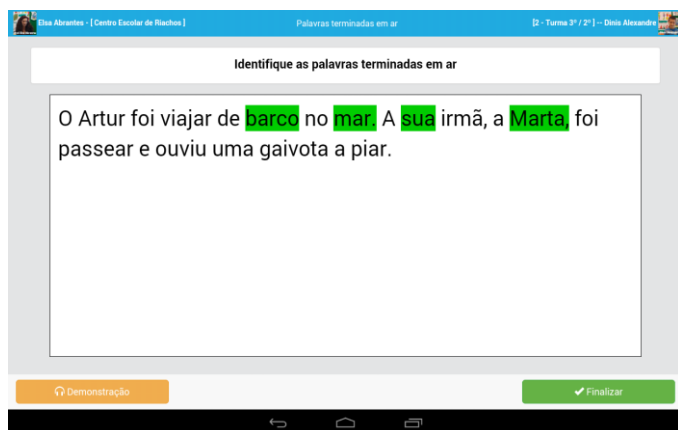 Elsa Abrantes - [ Centro Escolar de Riachos ] Palavras terminadas em ar [2 - Turma 3º / 2º ] -- Dinis Alexandre
Identifique as palavras terminadas em ar
O Artur foi viajar de barco no mar. A sua irmã, a Marta, foi
passear e ouviu uma gaivota a piar.
Demonstração Finalizar